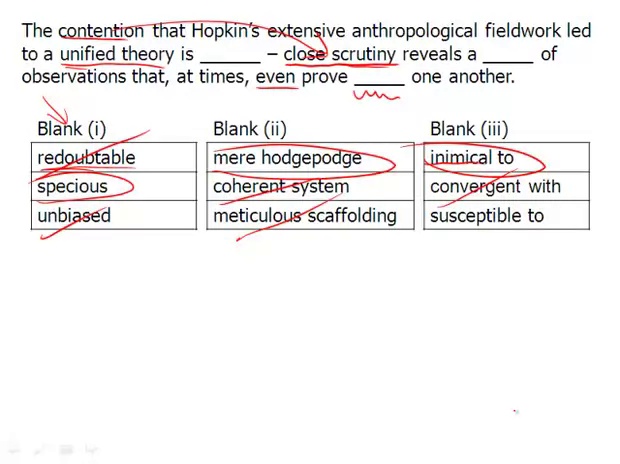 The contention that Hopkin's extensive anthropological fieldwork led
to a unified theory is ______ – close scrutiny reveals a ______ of
observations that, at times, even prove ______ one another.
Blank (i) Blank (ii) Blank (iii)
redoubtable mere hodgepodge inimical to
specious coherent system convergent with
unbiased meticulous scaffolding susceptible to